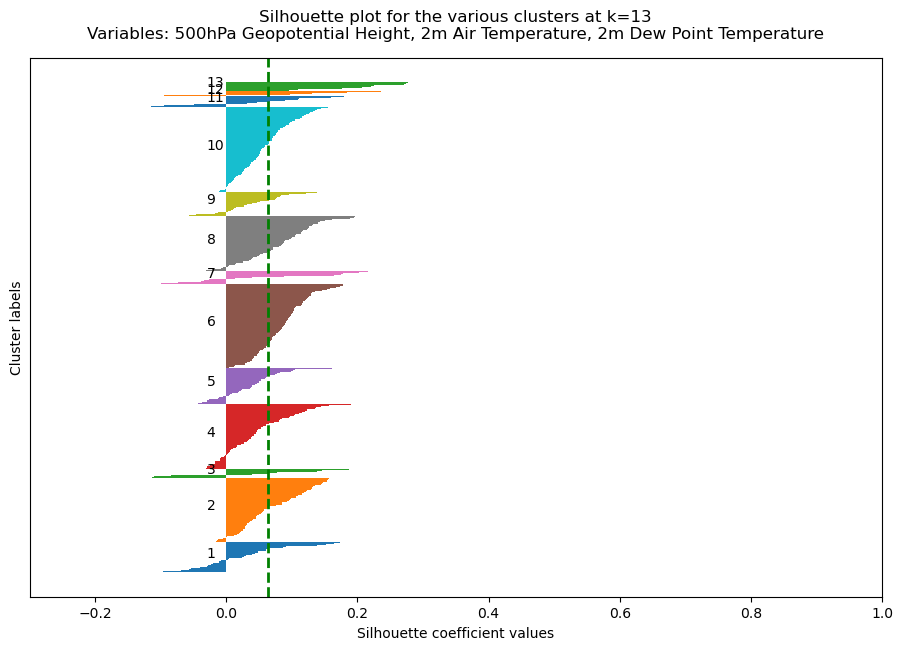 Silhouette plot for the various clusters at k=13
Variables: 500hPa Geopotential Height, 2m Air Temperature, 2m Dew Point Temperature
Cluster labels
13
12
11
10
9
8
7
6
5
4
3
2
1
−0.2 0.0 0.2 0.4 0.6 0.8 1.0
Silhouette coefficient values